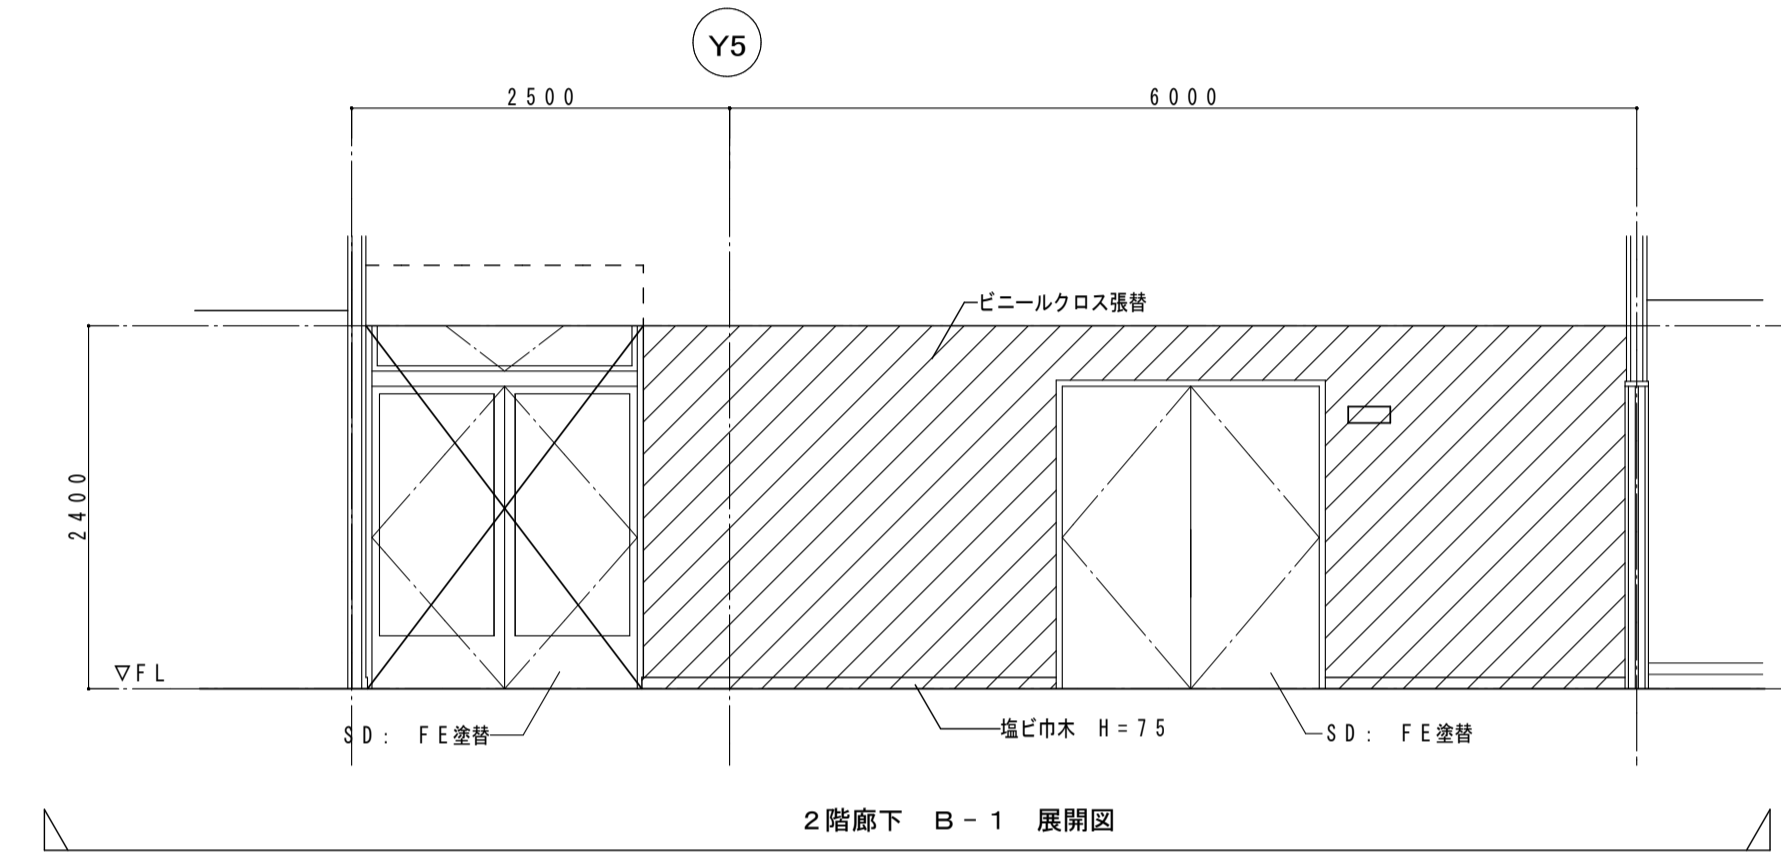 Y5
2500
6000
ビニールクロス張替
2400
▽FL
SD： FE塗替
塩ビ巾木 H=75
SD： FE塗替
2階廊下 B-1 展開図